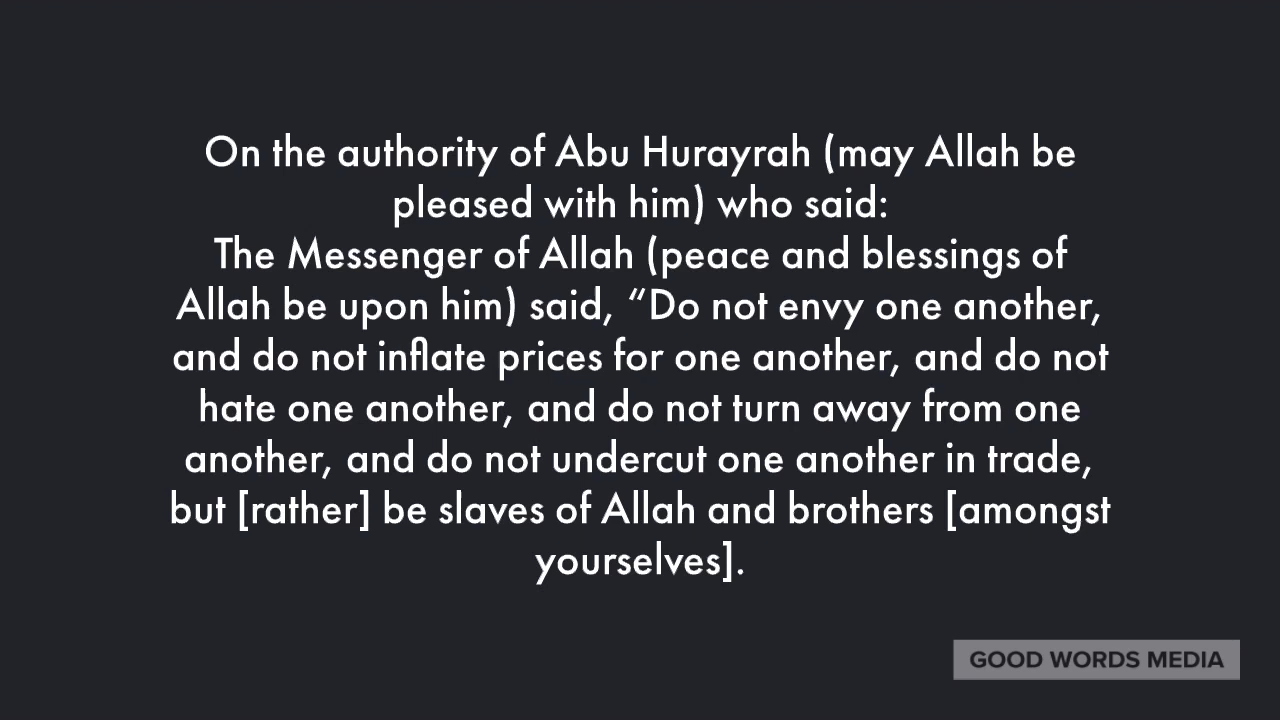 On the authority of Abu Hurayrah (may Allah be
pleased with him) who said:
The Messenger of Allah (peace and blessings of
Allah be upon him) said, “Do not envy one another,
and do not inflate prices for one another, and do not
hate one another, and do not turn away from one
another, and do not undercut one another in trade,
but [rather] be slaves of Allah and brothers [amongst
yourselves].
GOOD WORDS MEDIA